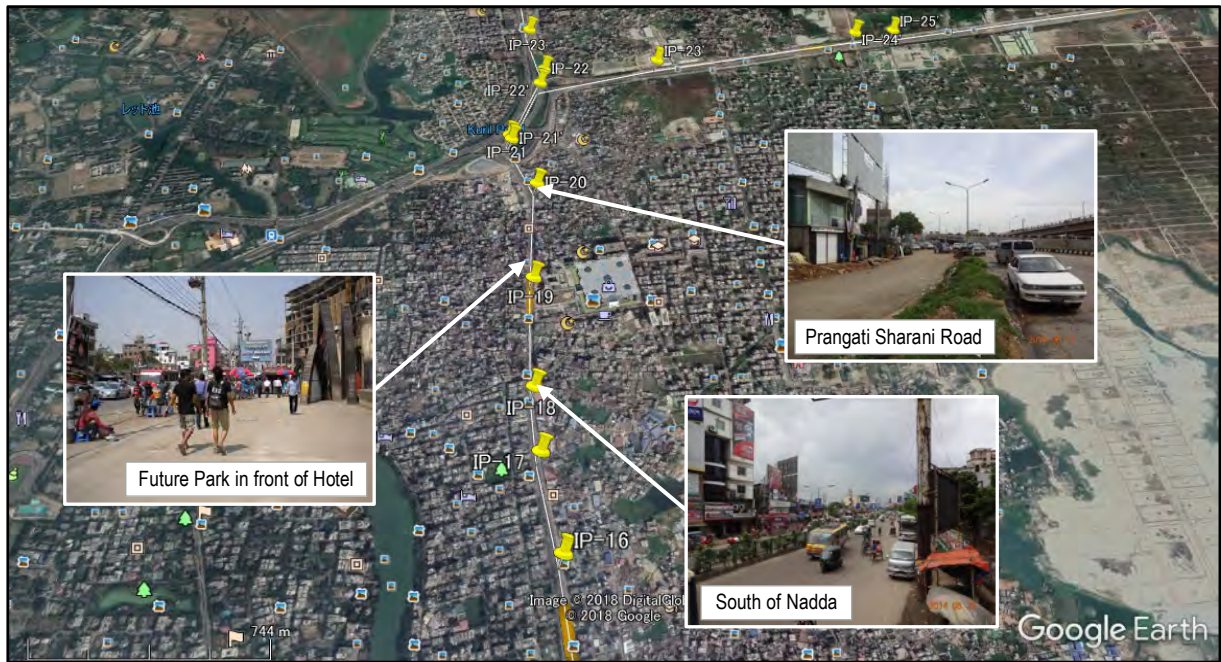 IP-23
IP-25'
IP-24'
IP-23'
IP-22
IP-22'
レッド池
IP-21'
IP-21
IP-20
Prangati Sharani Road
IP-19
IP-18
Future Park in front of Hotel
IP-17
IP-16
South of Nadda
Image © 2018 DigitalGlo
© 2018 Google
744 m
Google Earth